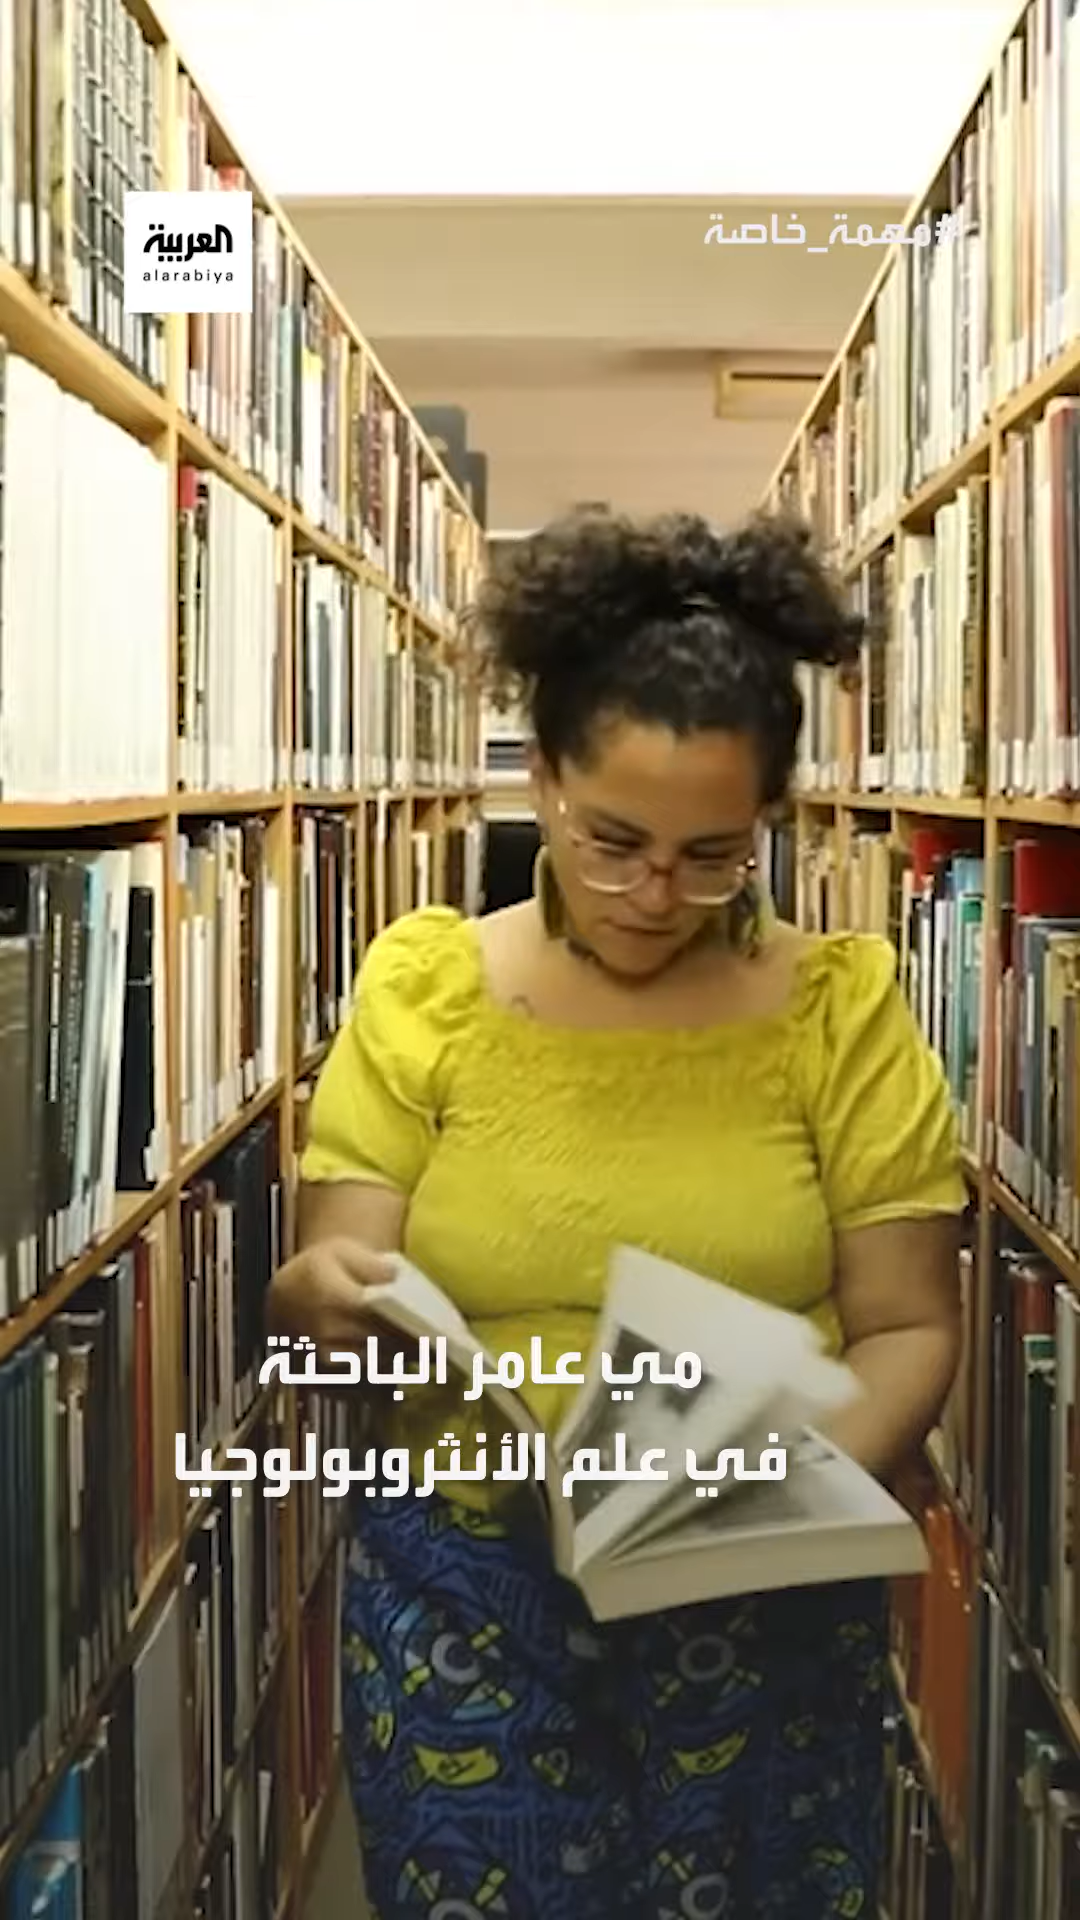 #مهمة_خاصة
العربية
alarabiya
مي عامر الباحثة
في علم الأنثروبولوجيا